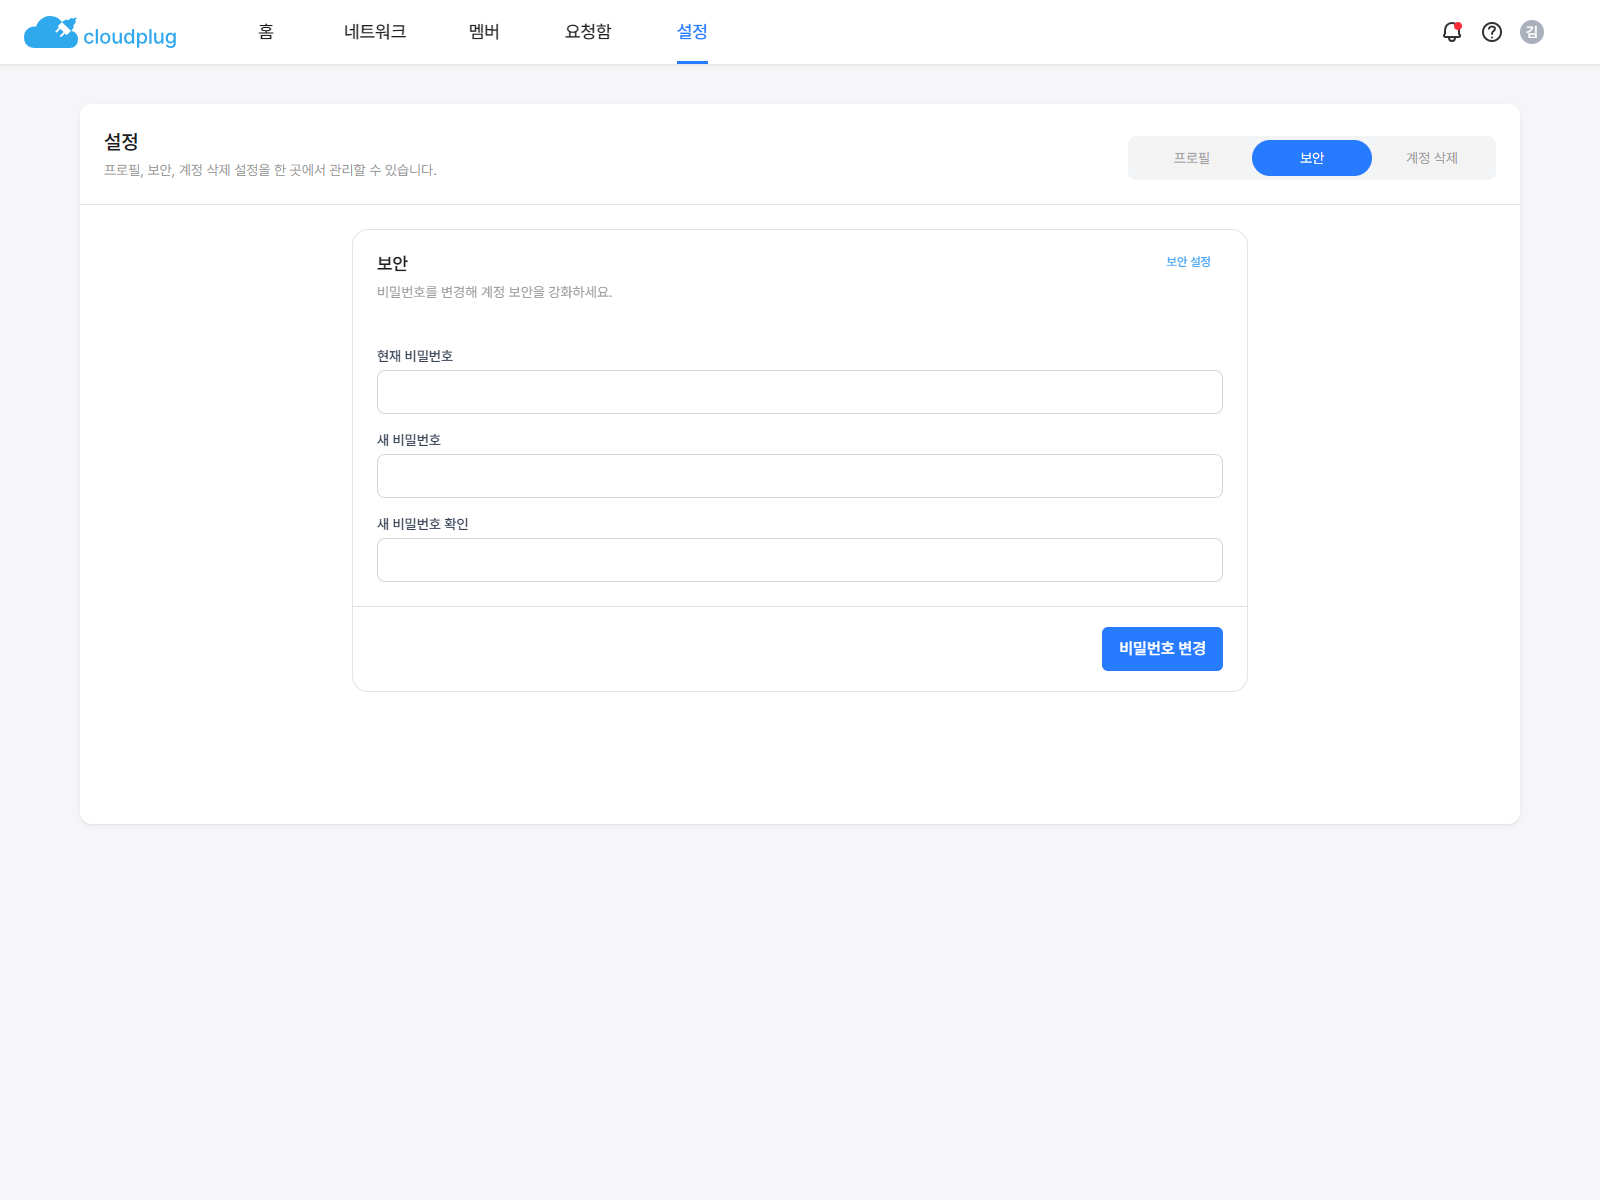 cloudplug
홈
네트워크
멤버
요청함
설정
김
설정
프로필, 보안, 계정 삭제 설정을 한 곳에서 관리할 수 있습니다.
프로필
보안
계정 삭제
보안
보안 설정
비밀번호를 변경해 계정 보안을 강화하세요.
현재 비밀번호
새 비밀번호
새 비밀번호 확인
비밀번호 변경